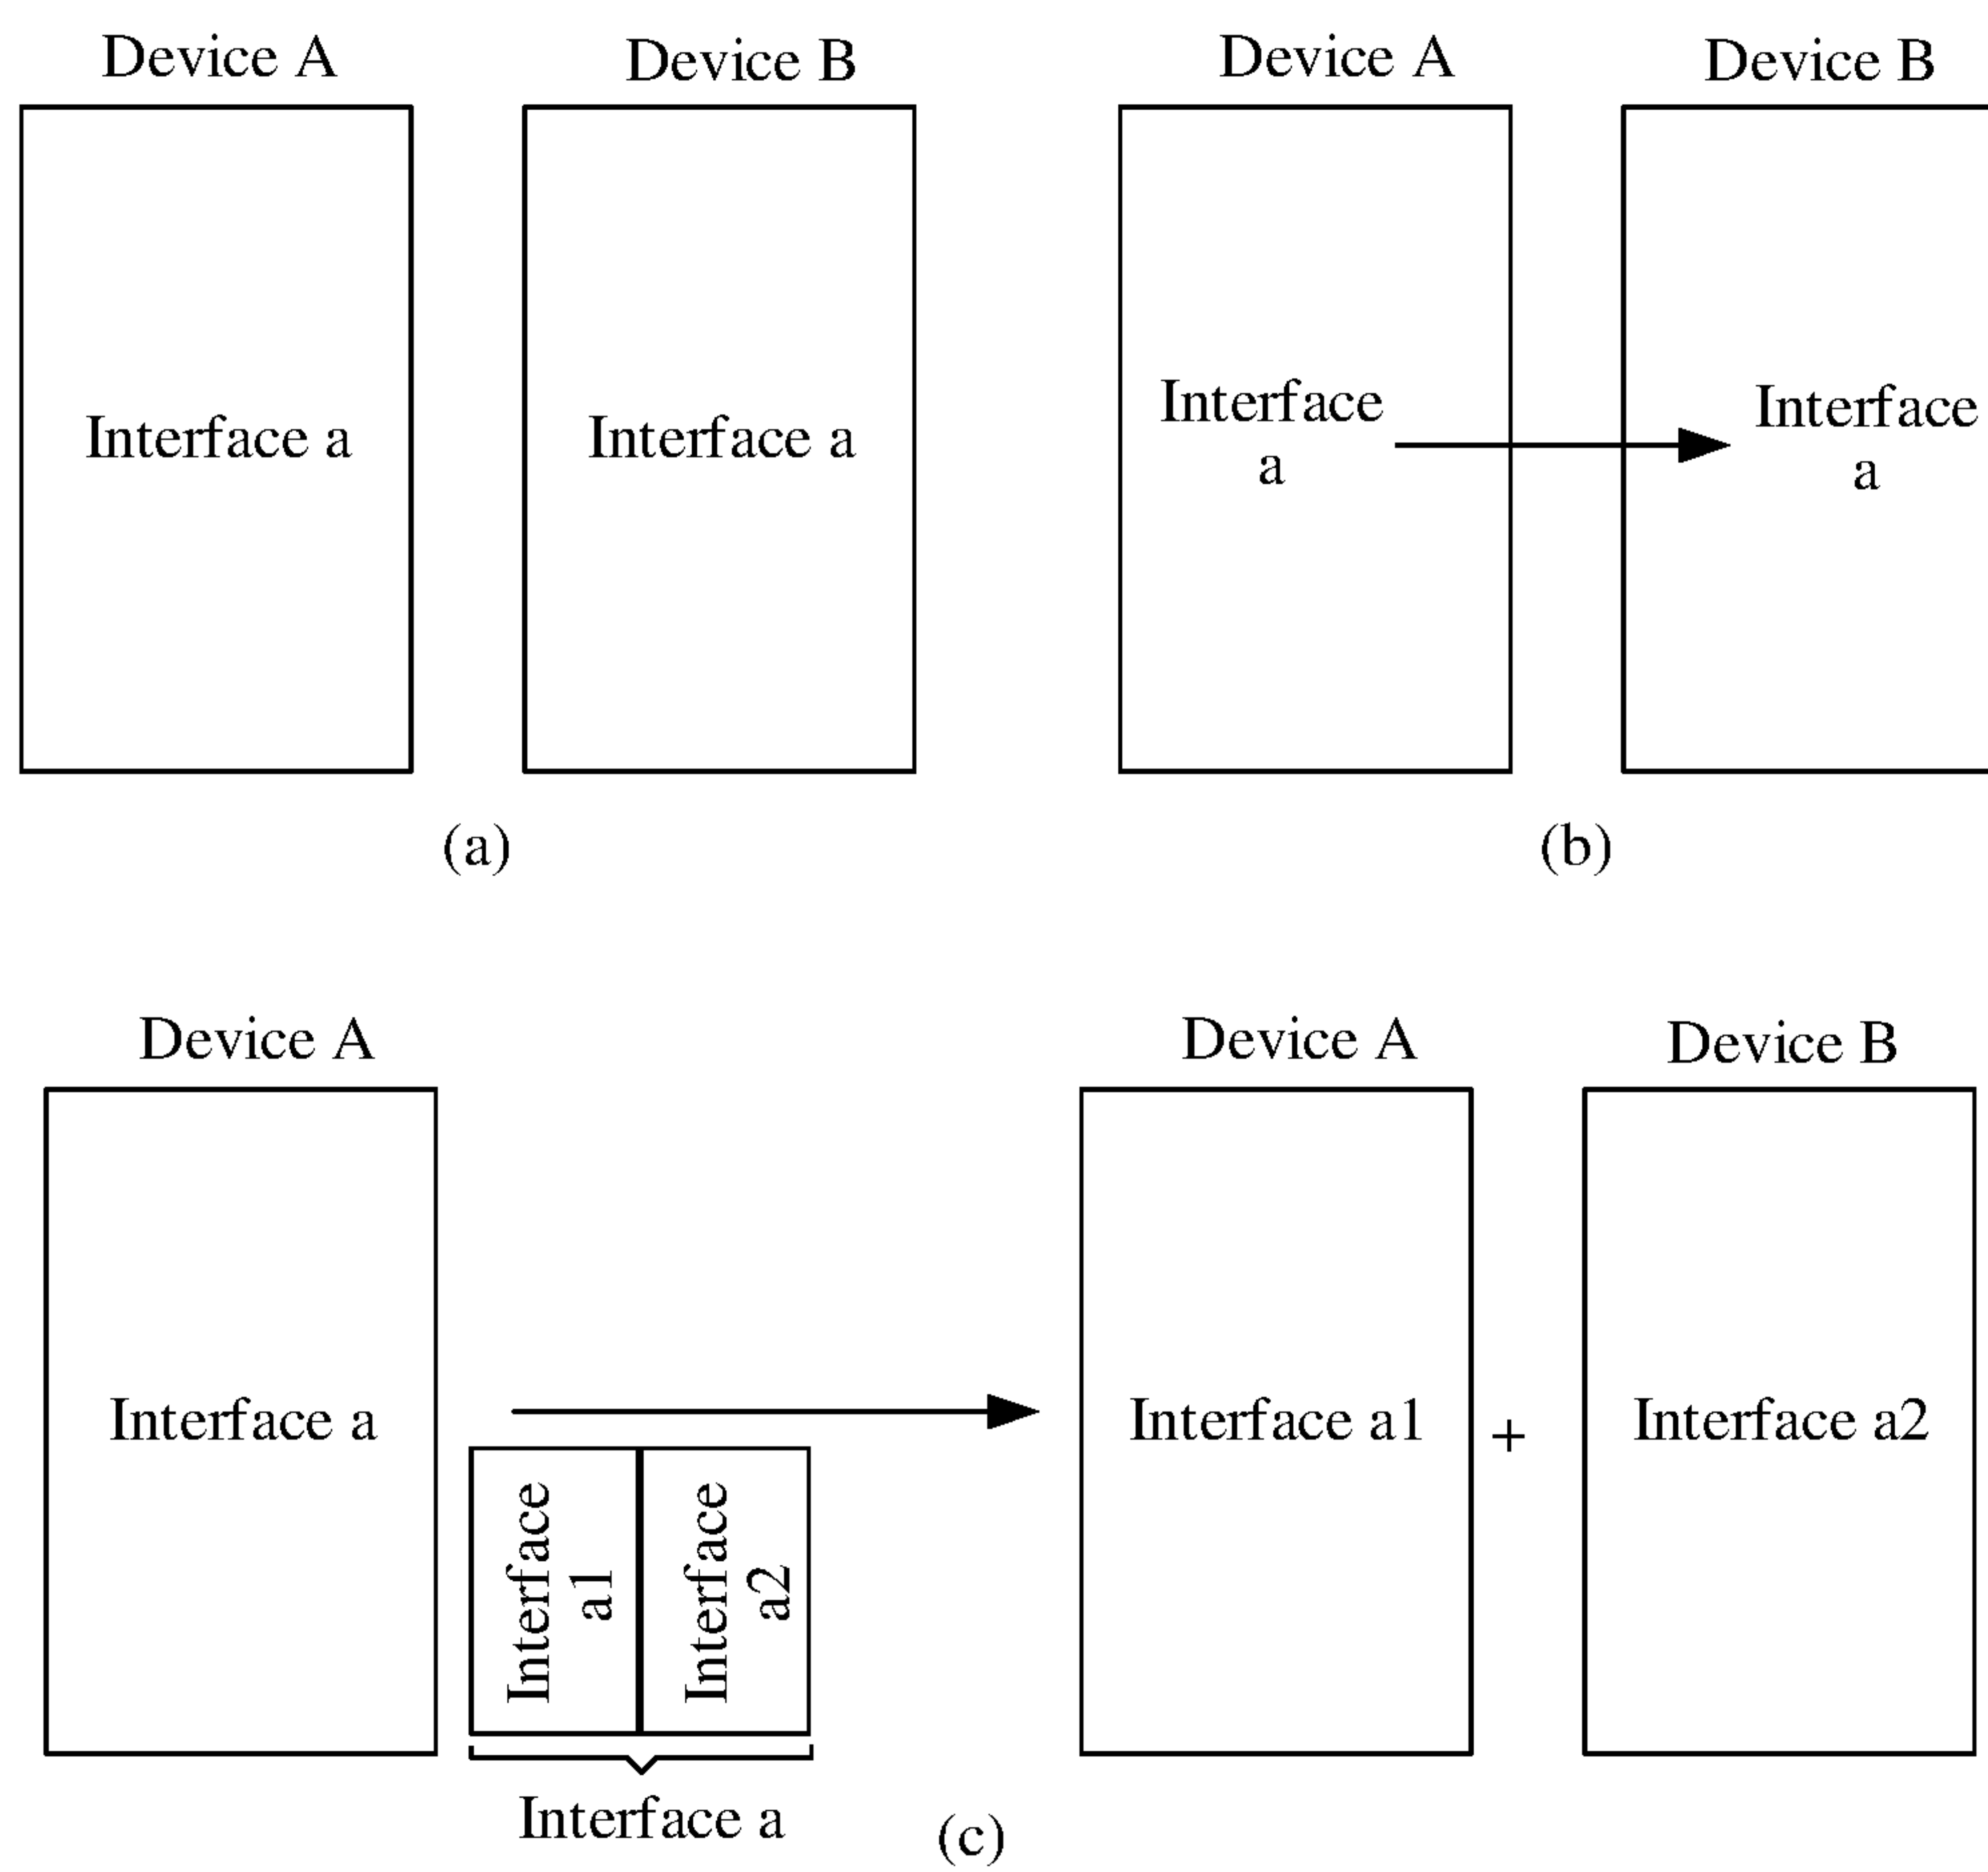 Device A
Device B
Interface a
Interface a
(a)
Device A
Device B
Interface
a
Interface
a
(b)
Device A
Interface a
Interface
a1
Interface
a2
Interface a
Device A
Device B
Interface a1
+
Interface a2
(c)